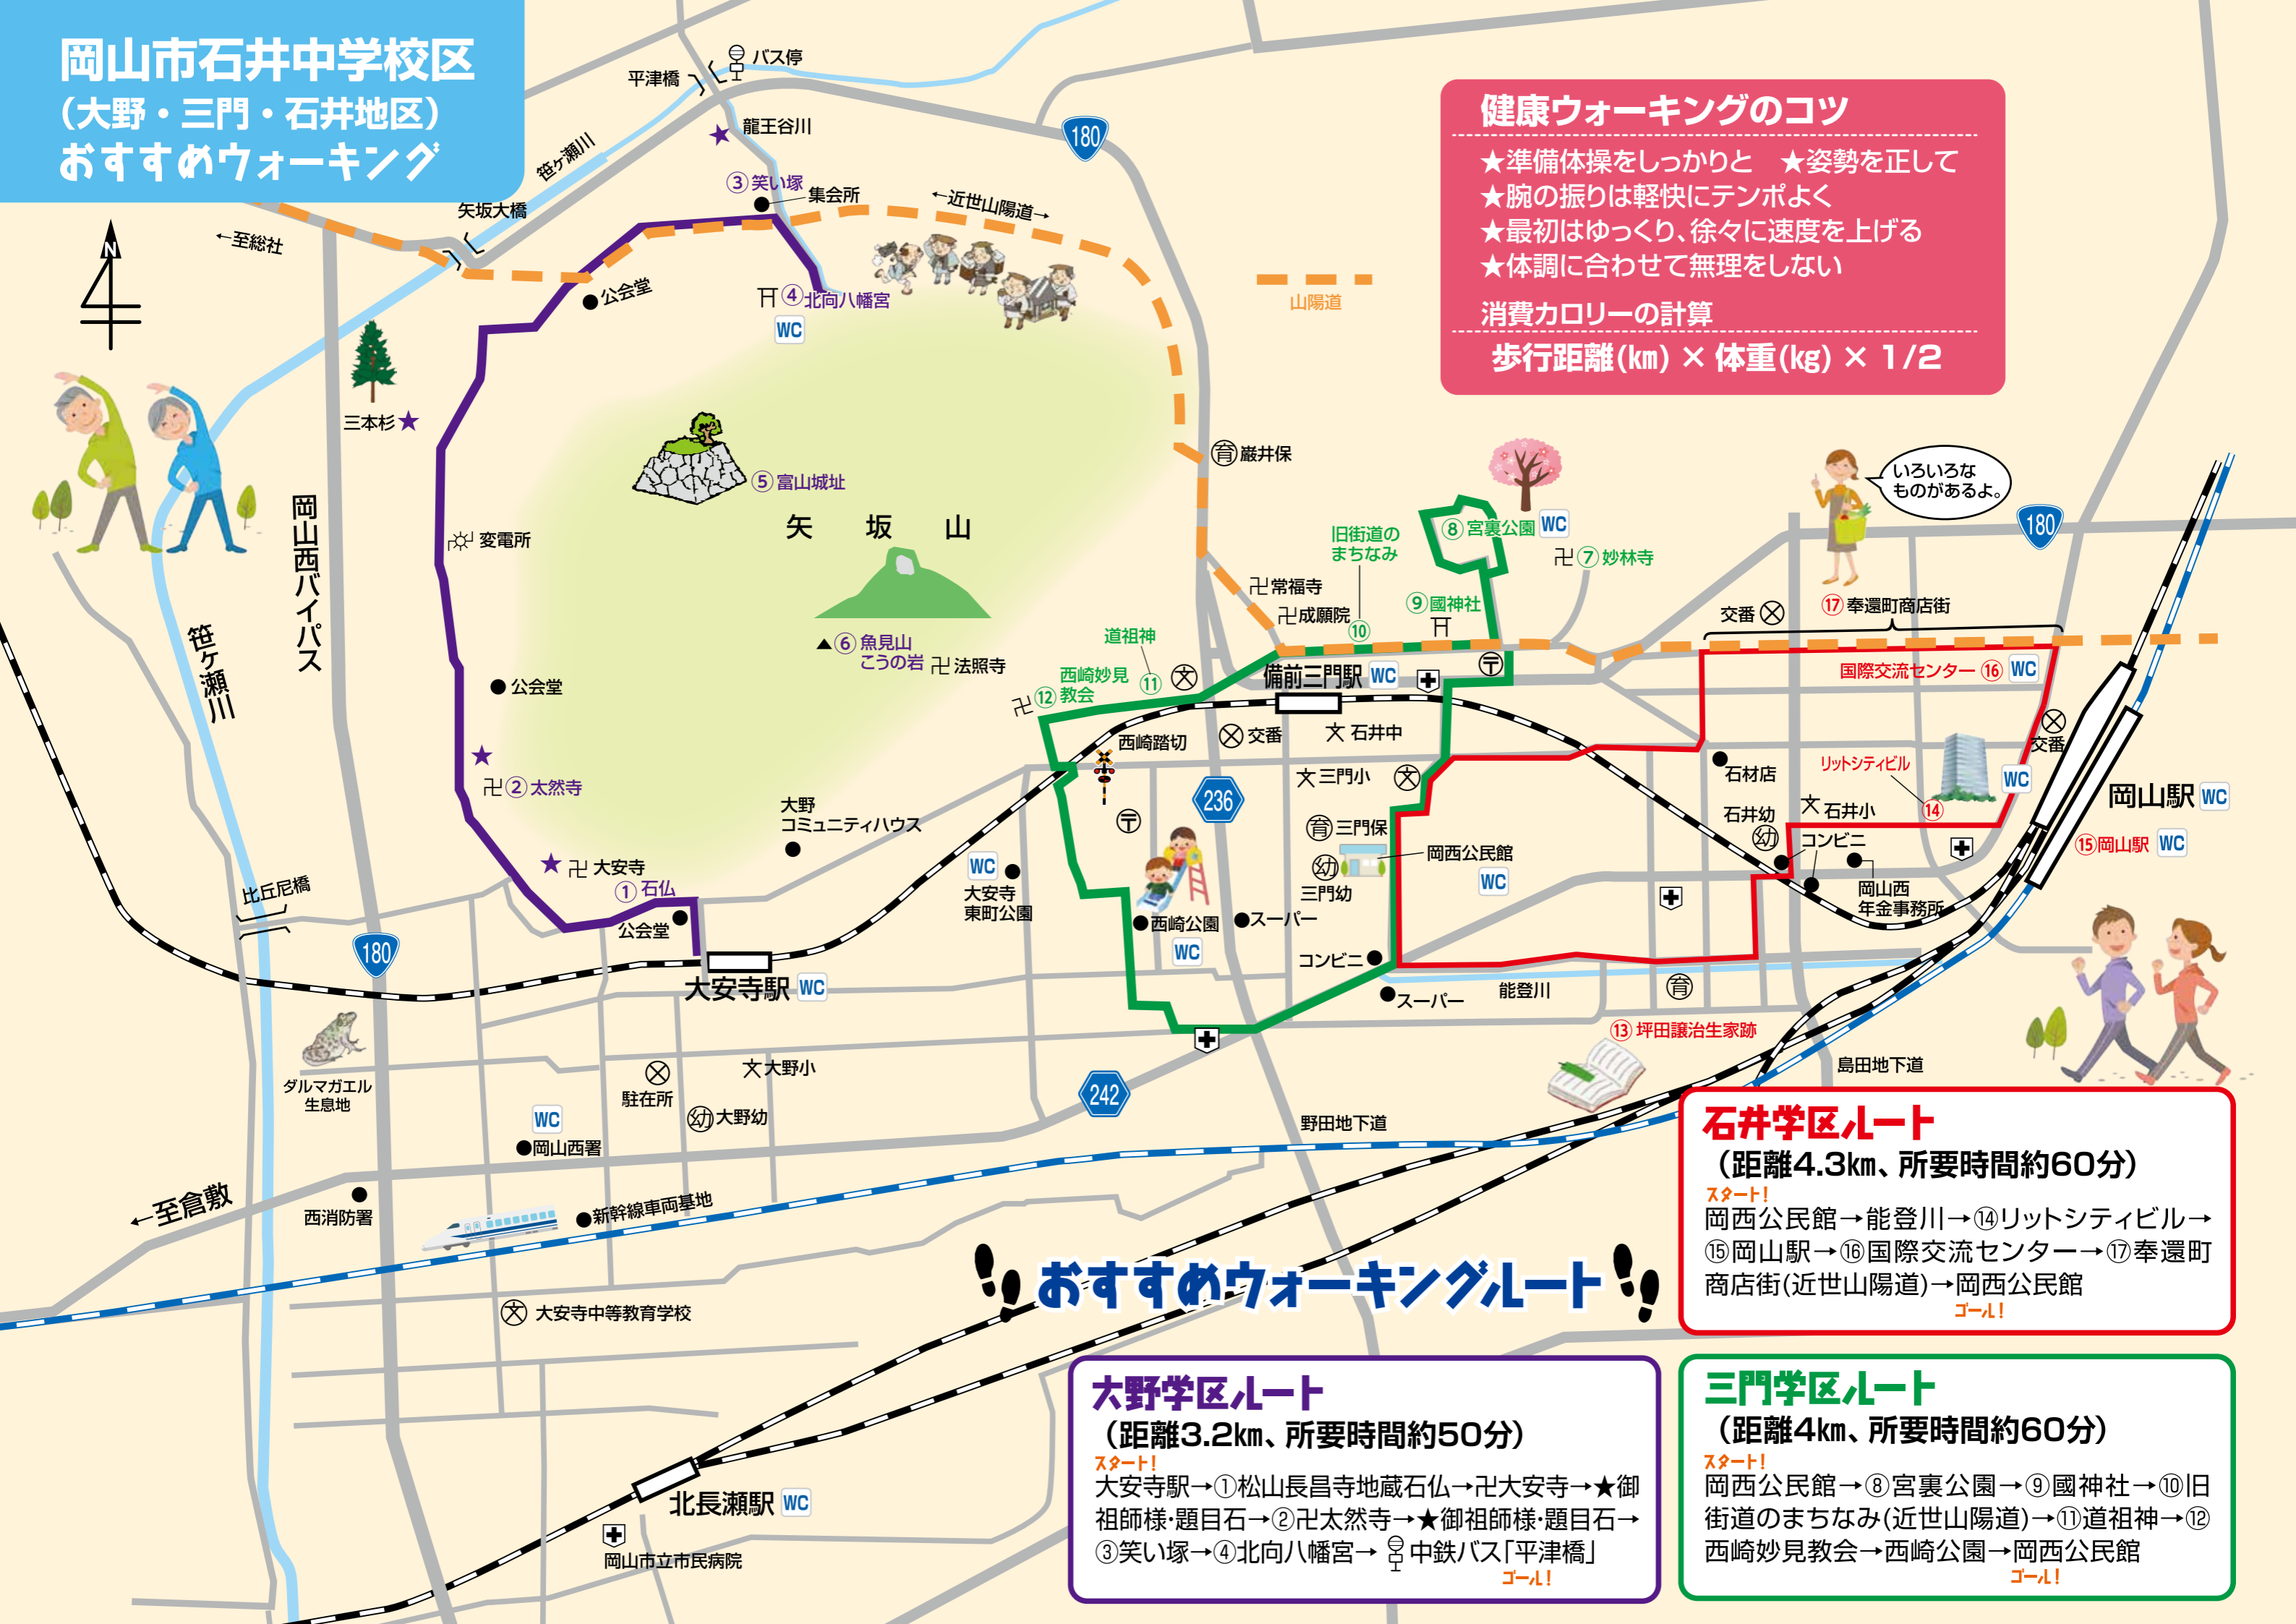 岡山市石井中学校区
（大野・三門・石井地区）
おすすめウォーキング
健康ウォーキングのコツ
★準備体操をしっかりと　★姿勢を正して
★腕の振りは軽快にテンポよく
★最初はゆっくり、徐々に速度を上げる
★体調に合わせて無理をしない
消費カロリーの計算
歩行距離(㎞) × 体重(㎏) × 1/2
バス停
平津橋
龍王谷川
180
笹ヶ瀬川
③笑い塚
集会所
←近世山陽道→
矢坂大橋
←至総社
N
公会堂
④北向八幡宮
WC
山陽道
三本杉★
⑤富山城址
巌井保
育
いろいろな
ものがあるよ。
180
岡山西バイパス
変電所
矢坂山
旧街道の
まちなみ
⑧宮裏公園
WC
卍⑦妙林寺
卍常福寺
卍成願院
⑩
⑨國神社
交番
⑰奉還町商店街
笹ヶ瀬川
▲⑥魚見山
こうの岩
卍法照寺
道祖神
⑪
文
西崎妙見
教会
卍⑫
備前三門駅
WC
〒
国際交流センター⑯
WC
公会堂
西崎踏切
交番
文石井中
交番
卍②太然寺
236
文三門小
文
石材店
リットシティビル
⑭
WC
岡山駅
WC
大野
コミュニティハウス
〒
育三門保
石井幼
幼
文石井小
コンビニ
⑮岡山駅
WC
卍大安寺
①石仏
WC
大安寺
東町公園
幼
三門幼
岡西公民館
WC
岡山西
年金事務所
比丘尼橋
公会堂
西崎公園
WC
スーパー
180
コンビニ
大安寺駅
WC
スーパー
能登川
育
⑬坪田譲治生家跡
ダルマガエル
生息地
駐在所
文大野小
幼大野幼
242
島田地下道
WC
岡山西署
野田地下道
←至倉敷
西消防署
新幹線車両基地
文大安寺中等教育学校
北長瀬駅
WC
岡山市立市民病院
おすすめウォーキングルート
石井学区ルート
（距離4.3㎞、所要時間約60分）
スタート!
岡西公民館→能登川→⑭リットシティビル→
⑮岡山駅→⑯国際交流センター→⑰奉還町
商店街(近世山陽道)→岡西公民館
ゴール!
大野学区ルート
（距離3.2㎞、所要時間約50分）
スタート!
大安寺駅→①松山長昌寺地蔵石仏→卍大安寺→★御
祖師様・題目石→②卍太然寺→★御祖師様・題目石→
③笑い塚→④北向八幡宮→中鉄バス「平津橋」
ゴール!
三門学区ルート
（距離4㎞、所要時間約60分）
スタート!
岡西公民館→⑧宮裏公園→⑨國神社→⑩旧
街道のまちなみ(近世山陽道)→⑪道祖神→⑫
西崎妙見教会→西崎公園→岡西公民館
ゴール!